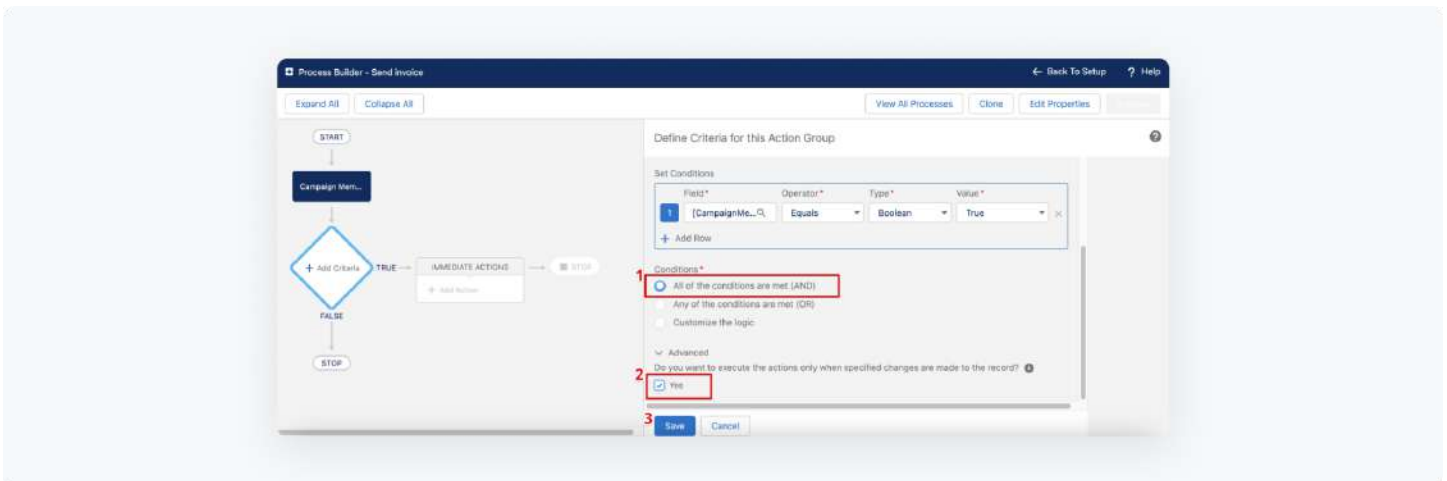 Process Builder - Send invoice
← Back To Setup ? Help
Expand All Collapse All View All Processes Clone Edit Properties
START
Define Criteria for this Action Group
Set Conditions
Campaign Mem...
Field* Operator* Type* Value*
1 [CampaignMe... Equals Boolean True
+ Add Row
+ Add Criteria TRUE IMMEDIATE ACTIONS STOP
+ Add Action
Conditions*
1 All of the conditions are met (AND)
Any of the conditions are met (OR)
Customize the logic
FALSE
STOP
Advanced
Do you want to execute the actions only when specified changes are made to the record?
2 Yes
3 Save Cancel